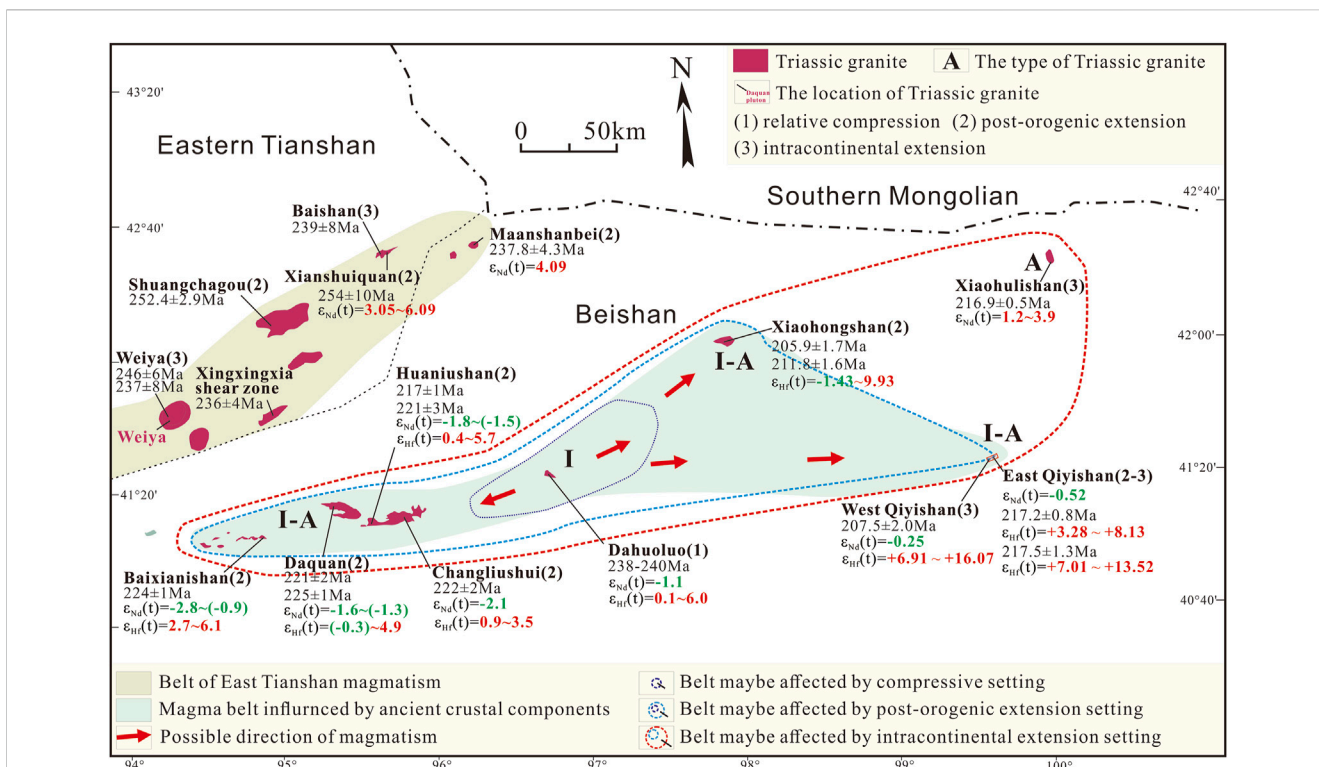 N
Triassic granite
A The type of Triassic granite
Daquan pluton
The location of Triassic granite
(1) relative compression (2) post-orogenic extension
(3) intracontinental extension
0 50km
43°20'
42°40'
41°20'
42°40'
42°00'
41°20'
40°40'
Eastern Tianshan
Southern Mongolian
Beishan
Baishan(3)
239±8Ma
Xianshuiquan(2)
254±10Ma
εNd(t)=3.05~6.09
Maanshanbei(2)
237.8±4.3Ma
εNd(t)=4.09
Shuangchagou(2)
252.4±2.9Ma
Weiya(3)
246±6Ma
237±8Ma
Weiya
Xingxingxia
shear zone
236±4Ma
Huaniushan(2)
217±1Ma
221±3Ma
εNd(t)=-1.8~(-1.5)
εHf(t)=0.4~5.7
A
Xiaohulishan(3)
216.9±0.5Ma
εNd(t)=1.2~3.9
I-A
Xiaohongshan(2)
205.9±1.7Ma
211.8±1.6Ma
εHf(t)=-1.43~9.93
I
I-A
I-A
East Qiyishan(2-3)
εNd(t)=-0.52
217.2±0.8Ma
εHf(t)=+3.28 ~ +8.13
217.5±1.3Ma
εHf(t)=+7.01 ~ +13.52
West Qiyishan(3)
207.5±2.0Ma
εNd(t)=-0.25
εHf(t)=+6.91 ~ +16.07
Dahuoluo(1)
238-240Ma
εNd(t)=-1.1
εHf(t)=0.1~6.0
Baixianishan(2)
224±1Ma
εNd(t)=-2.8~(-0.9)
εHf(t)=2.7~6.1
Daquan(2)
221±2Ma
225±1Ma
εNd(t)=-1.6~(-1.3)
εHf(t)=(-0.3)~4.9
Changliushui(2)
222±2Ma
εNd(t)=-2.1
εHf(t)=0.9~3.5
Belt of East Tianshan magmatism
Magma belt influrnced by ancient crustal components
Possible direction of magmatism
Belt maybe affected by compressive setting
Belt maybe affected by post-orogenic extension setting
Belt maybe affected by intracontinental extension setting
94° 95° 96° 97° 98° 99° 100°